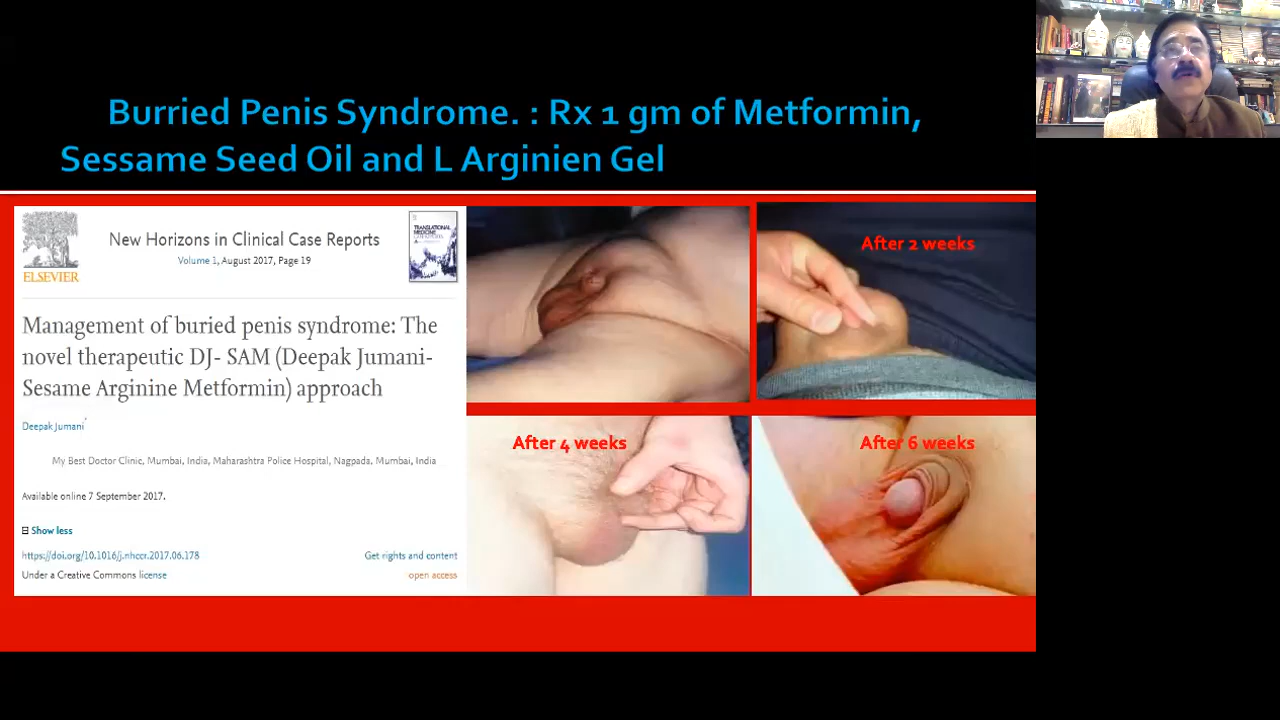 Burried Penis Syndrome. : Rx 1 gm of Metformin,
Sessame Seed Oil and L Arginien Gel
ELSEVIER
New Horizons in Clinical Case Reports
Volume 1, August 2017, Page 19
TRANSLATIONAL
MEDICINE
Management of buried penis syndrome: The
novel therapeutic DJ- SAM (Deepak Jumani-
Sesame Arginine Metformin) approach
Deepak Jumani*
My Best Doctor Clinic, Mumbai, India, Maharashtra Police Hospital, Nagpada, Mumbai, India
Available online 7 September 2017.
Show less
https://doi.org/10.1016/j.nhccr.2017.06.178
Get rights and content
Under a Creative Commons license
open access
After 2 weeks
After 4 weeks
After 6 weeks